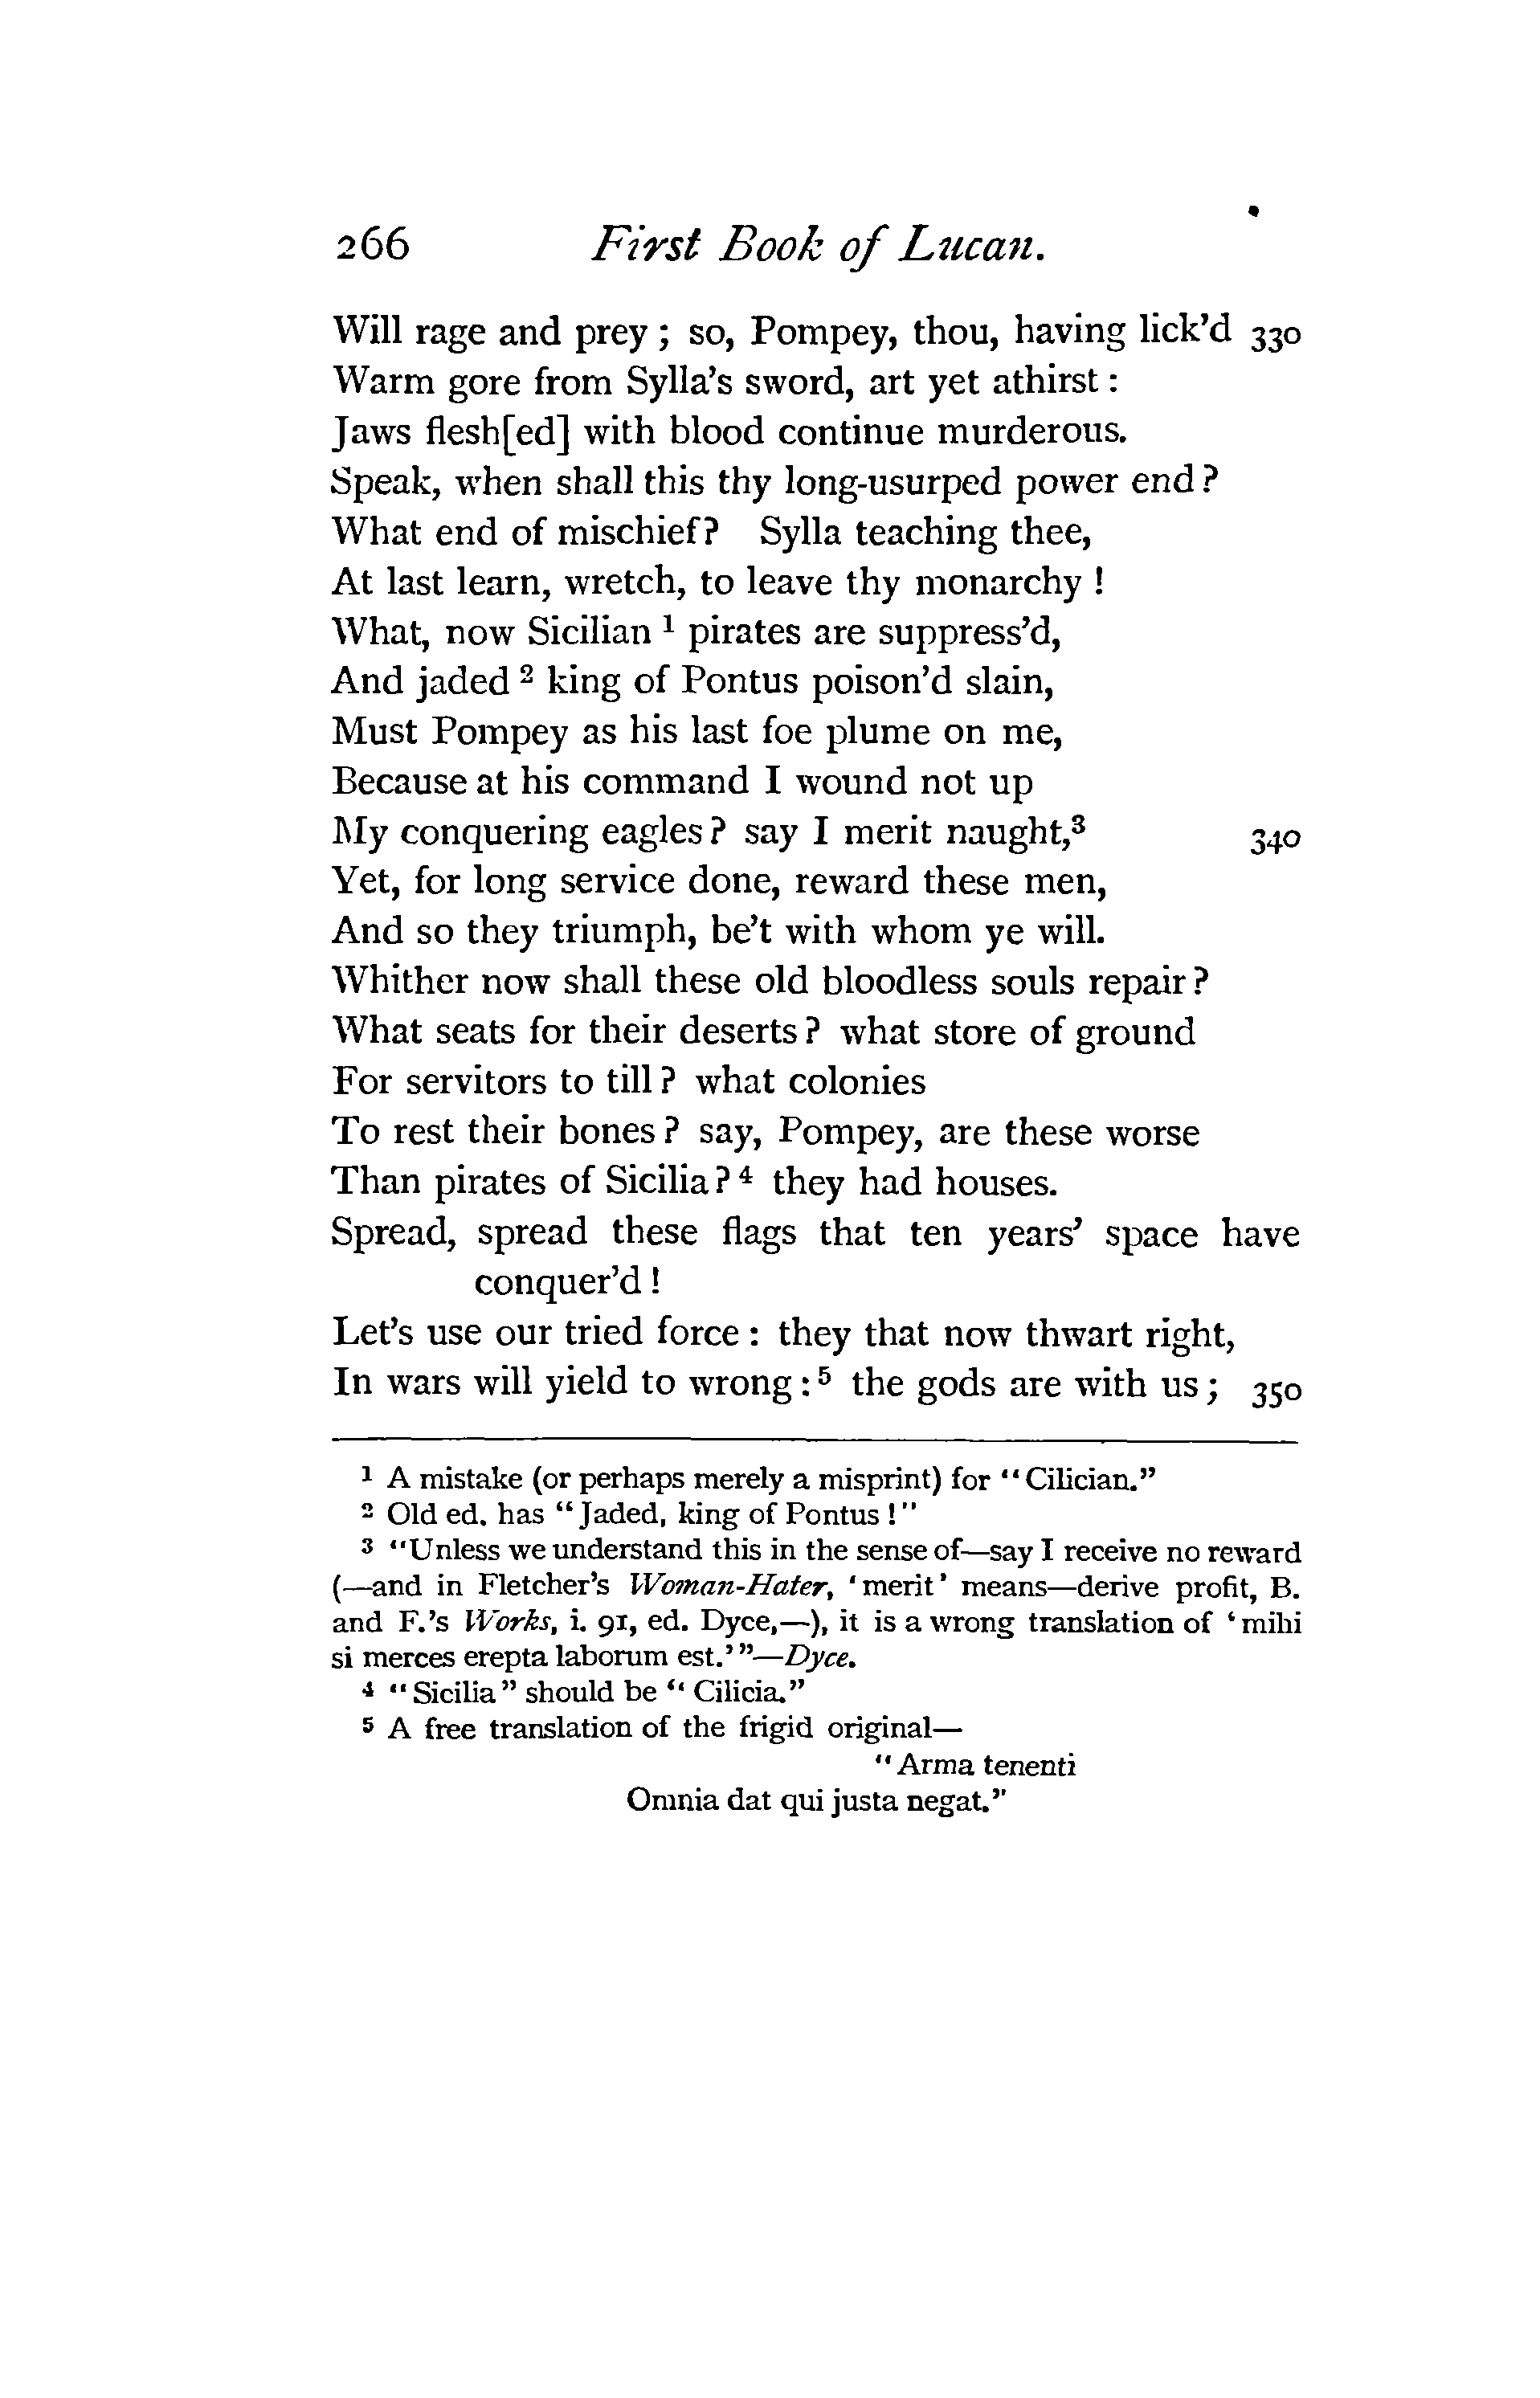 266 First Book of Lucan.
Will rage and prey ; so, Pompey, thou, having lick’d 330
Warm gore from Sylla’s sword, art yet athirst :
Jaws flesh[ed] with blood continue murderous.
Speak, when shall this thy long-usurped power end ?
What end of mischief? Sylla teaching thee,
At last learn, wretch, to leave thy monarchy !
What, now Sicilian ¹ pirates are suppress’d,
And jaded ² king of Pontus poison’d slain,
Must Pompey as his last foe plume on me,
Because at his command I wound not up
My conquering eagles ? say I merit naught,³ 340
Yet, for long service done, reward these men,
And so they triumph, be’t with whom ye will.
Whither now shall these old bloodless souls repair ?
What seats for their deserts ? what store of ground
For servitors to till ? what colonies
To rest their bones ? say, Pompey, are these worse
Than pirates of Sicilia ? ⁴ they had houses.
Spread, spread these flags that ten years’ space have
conquer’d !
Let’s use our tried force : they that now thwart right,
In wars will yield to wrong : ⁵ the gods are with us ; 350
¹ A mistake (or perhaps merely a misprint) for “Cilician.”
² Old ed. has “Jaded, king of Pontus !”
³ “Unless we understand this in the sense of—say I receive no reward
(—and in Fletcher’s Woman-Hater, ‘merit’ means—derive profit, B.
and F.’s Works, i. 91, ed. Dyce,—), it is a wrong translation of ‘mihi
si merces erepta laborum est.’”—Dyce.
⁴ “Sicilia” should be “Cilicia.”
⁵ A free translation of the frigid original—
“Arma tenenti
Omnia dat qui justa negat.”